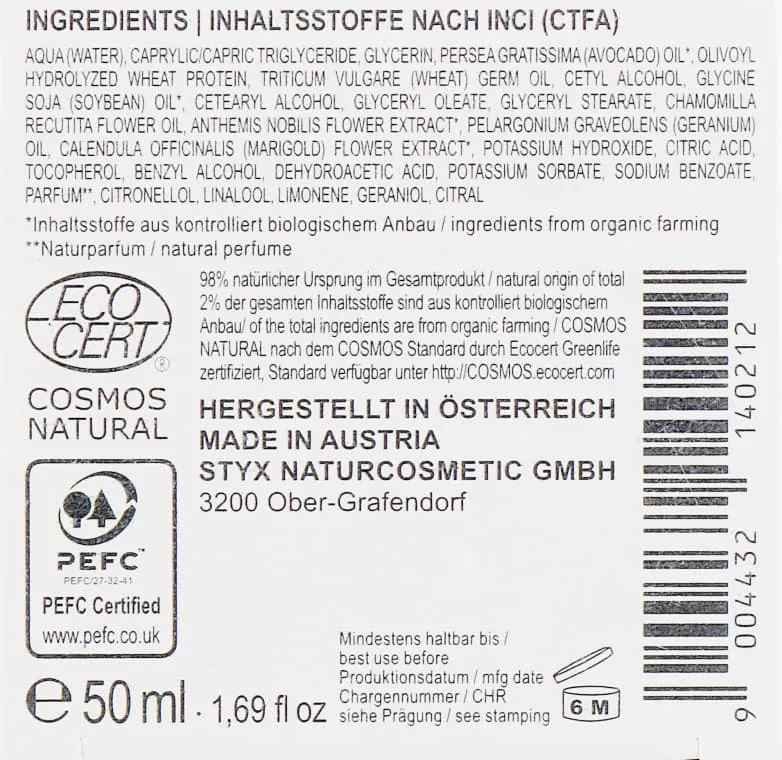 INGREDIENTS | INHALTSSTOFFE NACH INCI (CTFA)
AQUA (WATER), CAPRYLIC/CAPRIC TRIGLYCERIDE, GLYCERIN, PERSEA GRATISSIMA (AVOCADO) OIL*, OLIVOYL
HYDROLYZED WHEAT PROTEIN, TRITICUM VULGARE (WHEAT) GERM OIL, CETYL ALCOHOL, GLYCINE
SOJA (SOYBEAN) OIL*, CETEARYL ALCOHOL, GLYCERYL OLEATE, GLYCERYL STEARATE, CHAMOMILLA
RECUTITA FLOWER OIL, ANTHEMIS NOBILIS FLOWER EXTRACT*, PELARGONIUM GRAVEOLENS (GERANIUM)
OIL, CALENDULA OFFICINALIS (MARIGOLD) FLOWER EXTRACT*, POTASSIUM HYDROXIDE, CITRIC ACID,
TOCOPHEROL, BENZYL ALCOHOL, DEHYDROACETIC ACID, POTASSIUM SORBATE, SODIUM BENZOATE,
PARFUM**, CITRONELLOL, LINALOOL, LIMONENE, GERANIOL, CITRAL
*Inhaltsstoffe aus kontrolliert biologischem Anbau / ingredients from organic farming
**Naturparfum / natural perfume
ECO
CERT®
COSMOS
NATURAL
98% natürlicher Ursprung im Gesamtprodukt / natural origin of total
2% der gesamten Inhaltsstoffe sind aus kontrolliert biologischem
Anbau/ of the total ingredients are from organic farming / COSMOS
NATURAL nach dem COSMOS Standard durch Ecocert Greenlife
zertifiziert, Standard verfügbar unter http://COSMOS.ecocert.com
HERGESTELLT IN ÖSTERREICH
MADE IN AUSTRIA
STYX NATURCOSMETIC GMBH
3200 Ober-Grafendorf
PEFC™
PEFC/27-32-41
PEFC Certified
www.pefc.co.uk
℮ 50 ml · 1,69 fl oz
Mindestens haltbar bis /
best use before
Produktionsdatum / mfg date
Chargennummer / CHR
siehe Prägung / see stamping
6 M
9 004432 140212